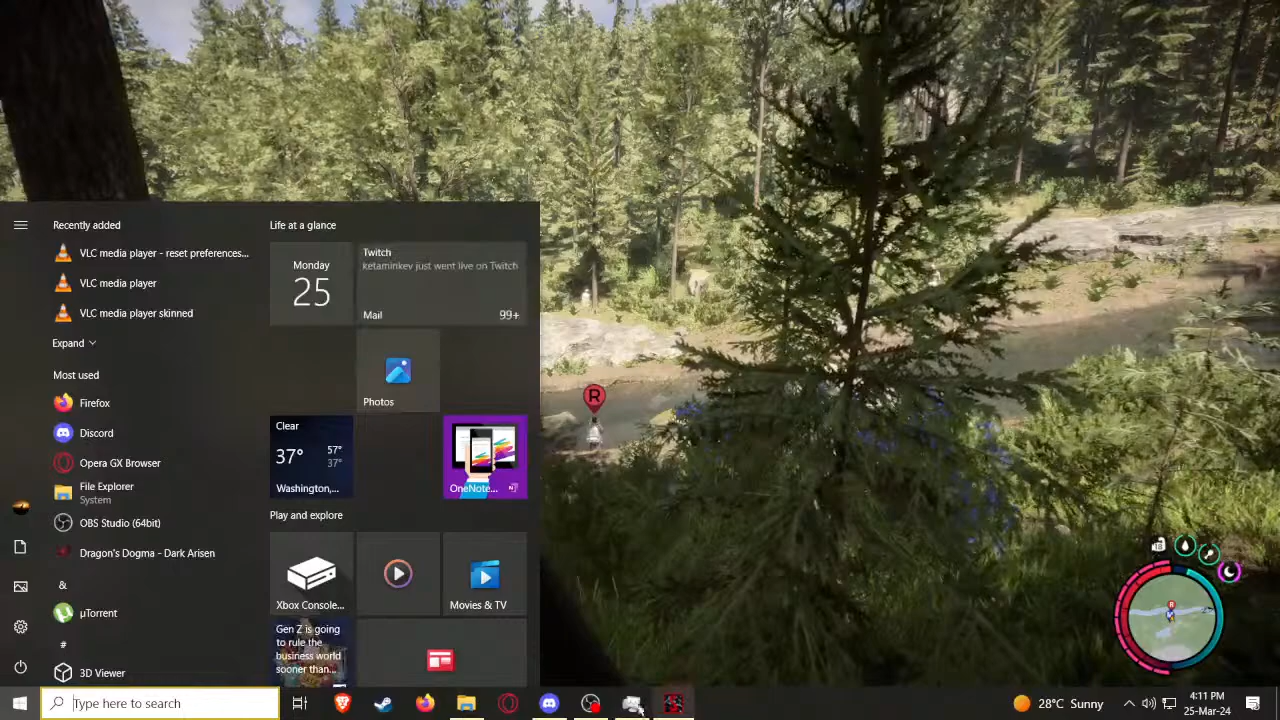 Recently added
VLC media player - reset preferences...
VLC media player
VLC media player skinned
Expand
Most used
Firefox
Discord
Opera GX Browser
File Explorer
System
OBS Studio (64bit)
Dragon's Dogma - Dark Arisen
&
µTorrent
#
3D Viewer
Life at a glance
Monday
25
Twitch
ketaminkev just went live on Twitch
Mail 99+
Photos
Clear
37° 57°
37°
Washington,...
OneNote...
Play and explore
Xbox Console...
Movies & TV
Gen Z is going
to rule the
business world
sooner than...
R
18
R
Type here to search
28°C Sunny
4:11 PM
25-Mar-24